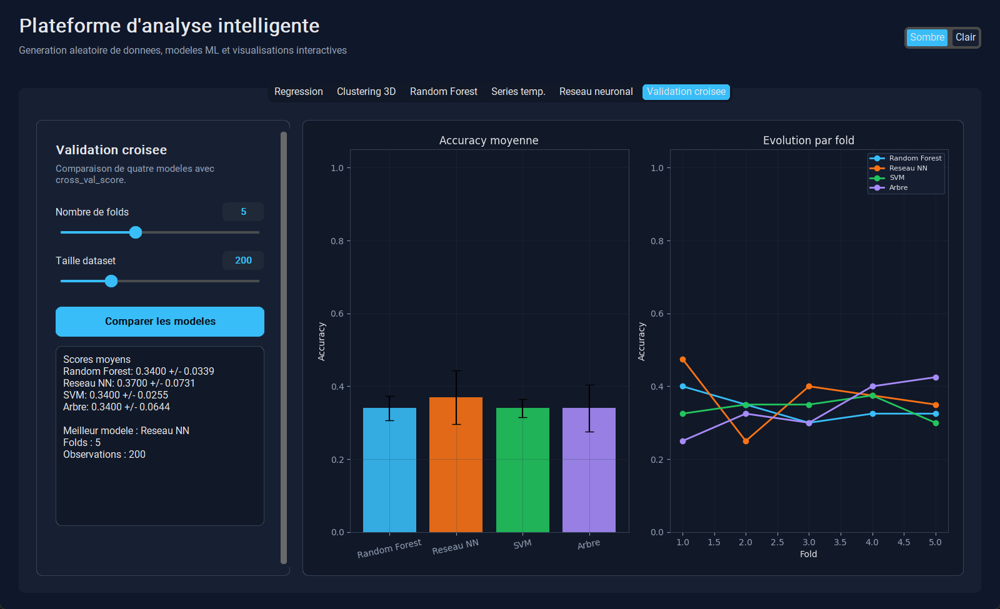 Plateforme d'analyse intelligente
Generation aleatoire de donnees, modeles ML et visualisations interactives
Sombre Clair
Regression Clustering 3D Random Forest Series temp. Reseau neuronal Validation croisee
Validation croisee
Comparaison de quatre modeles avec
cross_val_score.
Nombre de folds 5
Taille dataset 200
Comparer les modeles
Scores moyens
Random Forest: 0.3400 +/- 0.0339
Reseau NN: 0.3700 +/- 0.0731
SVM: 0.3400 +/- 0.0255
Arbre: 0.3400 +/- 0.0644
Meilleur modele : Reseau NN
Folds : 5
Observations : 200
Accuracy moyenne
1.0
0.8
0.6
0.4
0.2
0.0
Accuracy
Random Forest Reseau NN SVM Arbre
Evolution par fold
Random Forest
Reseau NN
SVM
Arbre
1.0
0.8
0.6
0.4
0.2
0.0
Accuracy
1.0 1.5 2.0 2.5 3.0 3.5 4.0 4.5 5.0
Fold